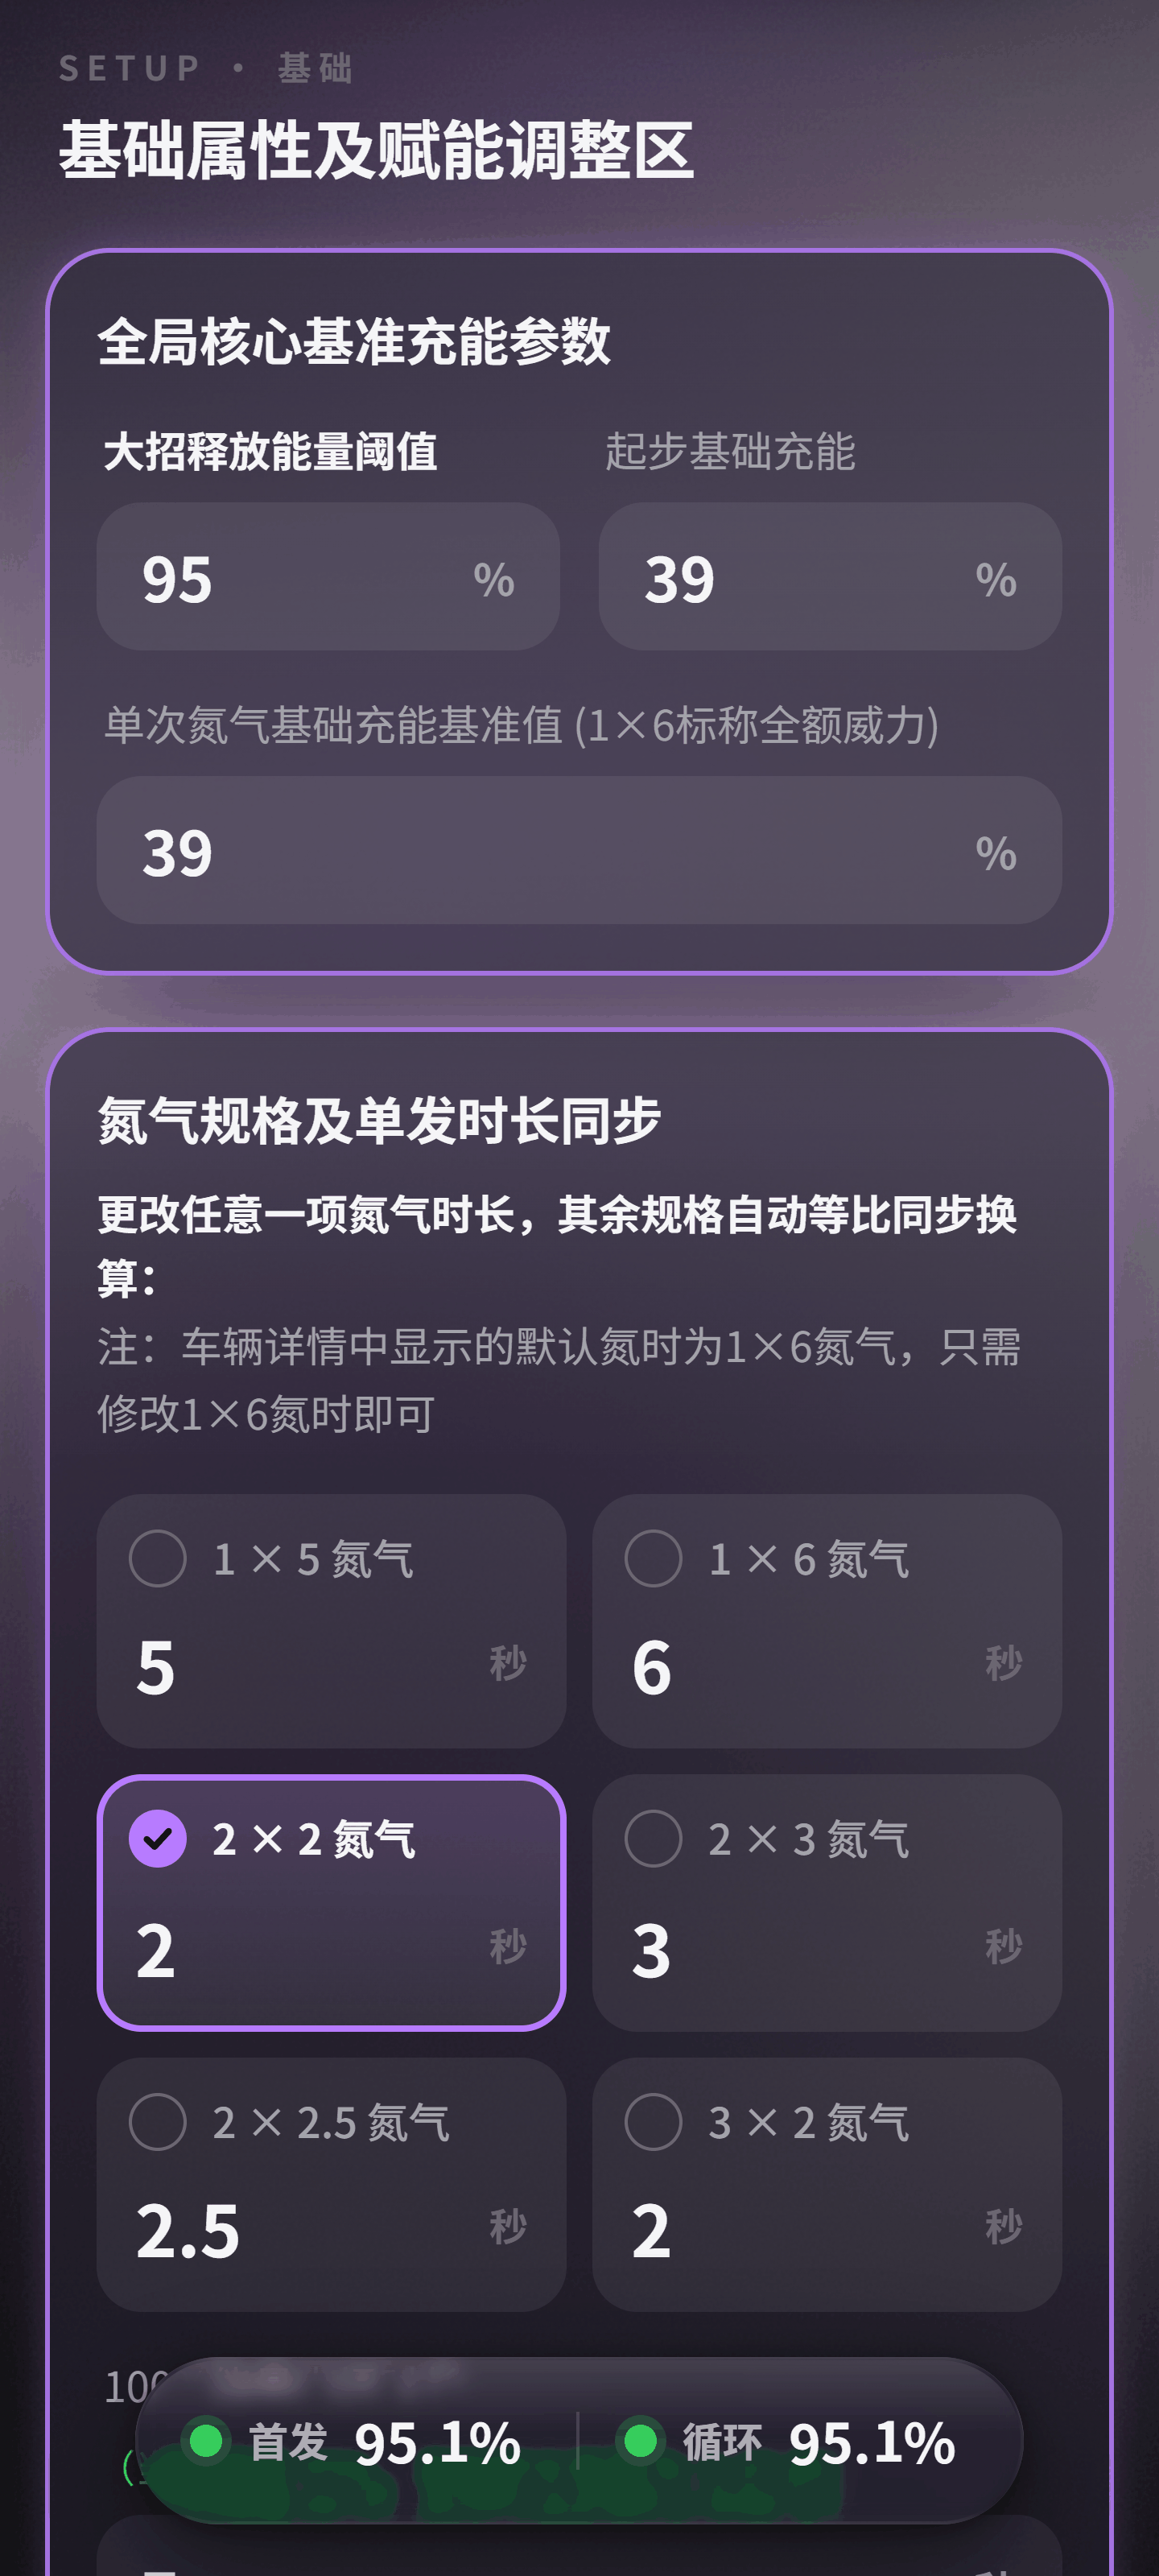 SETUP · 基础
基础属性及赋能调整区
全局核心基准充能参数
大招释放能量阈值
起步基础充能
95 %
39 %
单次氮气基础充能基准值 (1×6标称全额威力)
39 %
氮气规格及单发时长同步
更改任意一项氮气时长，其余规格自动等比同步换
算：
注：车辆详情中显示的默认氮时为1×6氮气，只需
修改1×6氮时即可
1 × 5 氮气
5 秒
1 × 6 氮气
6 秒
2 × 2 氮气
2 秒
2 × 3 氮气
3 秒
2 × 2.5 氮气
2.5 秒
3 × 2 氮气
2 秒
首发 95.1%
循环 95.1%